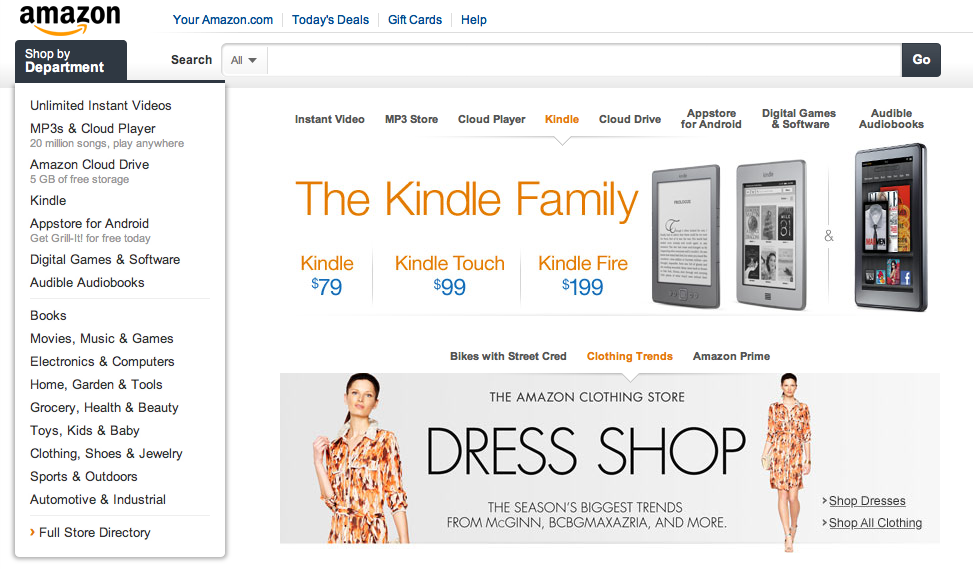 amazon
Your Amazon.com
Today's Deals
Gift Cards
Help
Shop by
Department
Search
All
Go
Unlimited Instant Videos
MP3s & Cloud Player
20 million songs, play anywhere
Amazon Cloud Drive
5 GB of free storage
Kindle
Appstore for Android
Get Grill-It! for free today
Digital Games & Software
Audible Audiobooks
Books
Movies, Music & Games
Electronics & Computers
Home, Garden & Tools
Grocery, Health & Beauty
Toys, Kids & Baby
Clothing, Shoes & Jewelry
Sports & Outdoors
Automotive & Industrial
› Full Store Directory
Instant Video
MP3 Store
Cloud Player
Kindle
Cloud Drive
Appstore
for Android
Digital Games
& Software
Audible
Audiobooks
The Kindle Family
Kindle
$79
Kindle Touch
$99
Kindle Fire
$199
kindle
PROLOGUE
kindle
&
Bikes with Street Cred
Clothing Trends
Amazon Prime
THE AMAZON CLOTHING STORE
DRESS SHOP
THE SEASON'S BIGGEST TRENDS
FROM McGINN, BCBGMAXAZRIA, AND MORE.
› Shop Dresses
› Shop All Clothing